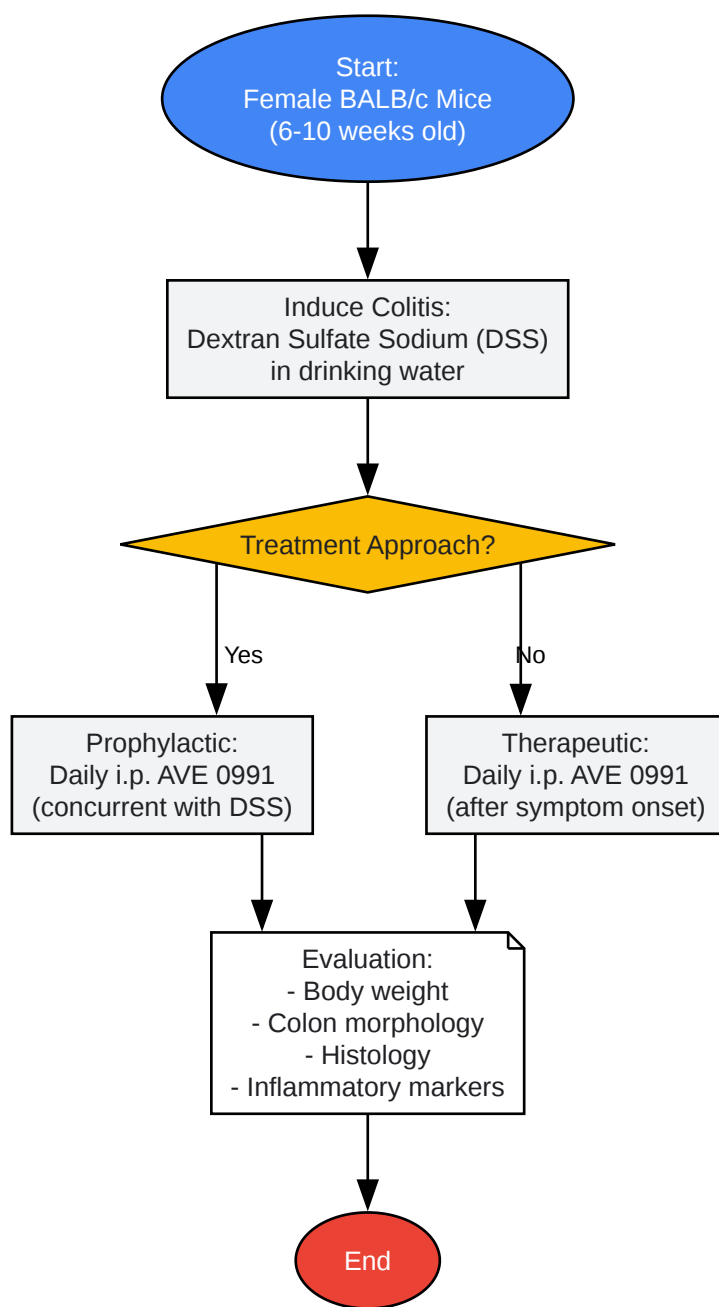 Start:
Female BALB/c Mice
(6-10 weeks old)
Induce Colitis:
Dextran Sulfate Sodium (DSS)
in drinking water
Treatment Approach?
Yes
No
Prophylactic:
Daily i.p. AVE 0991
(concurrent with DSS)
Therapeutic:
Daily i.p. AVE 0991
(after symptom onset)
Evaluation:
- Body weight
- Colon morphology
- Histology
- Inflammatory markers
End